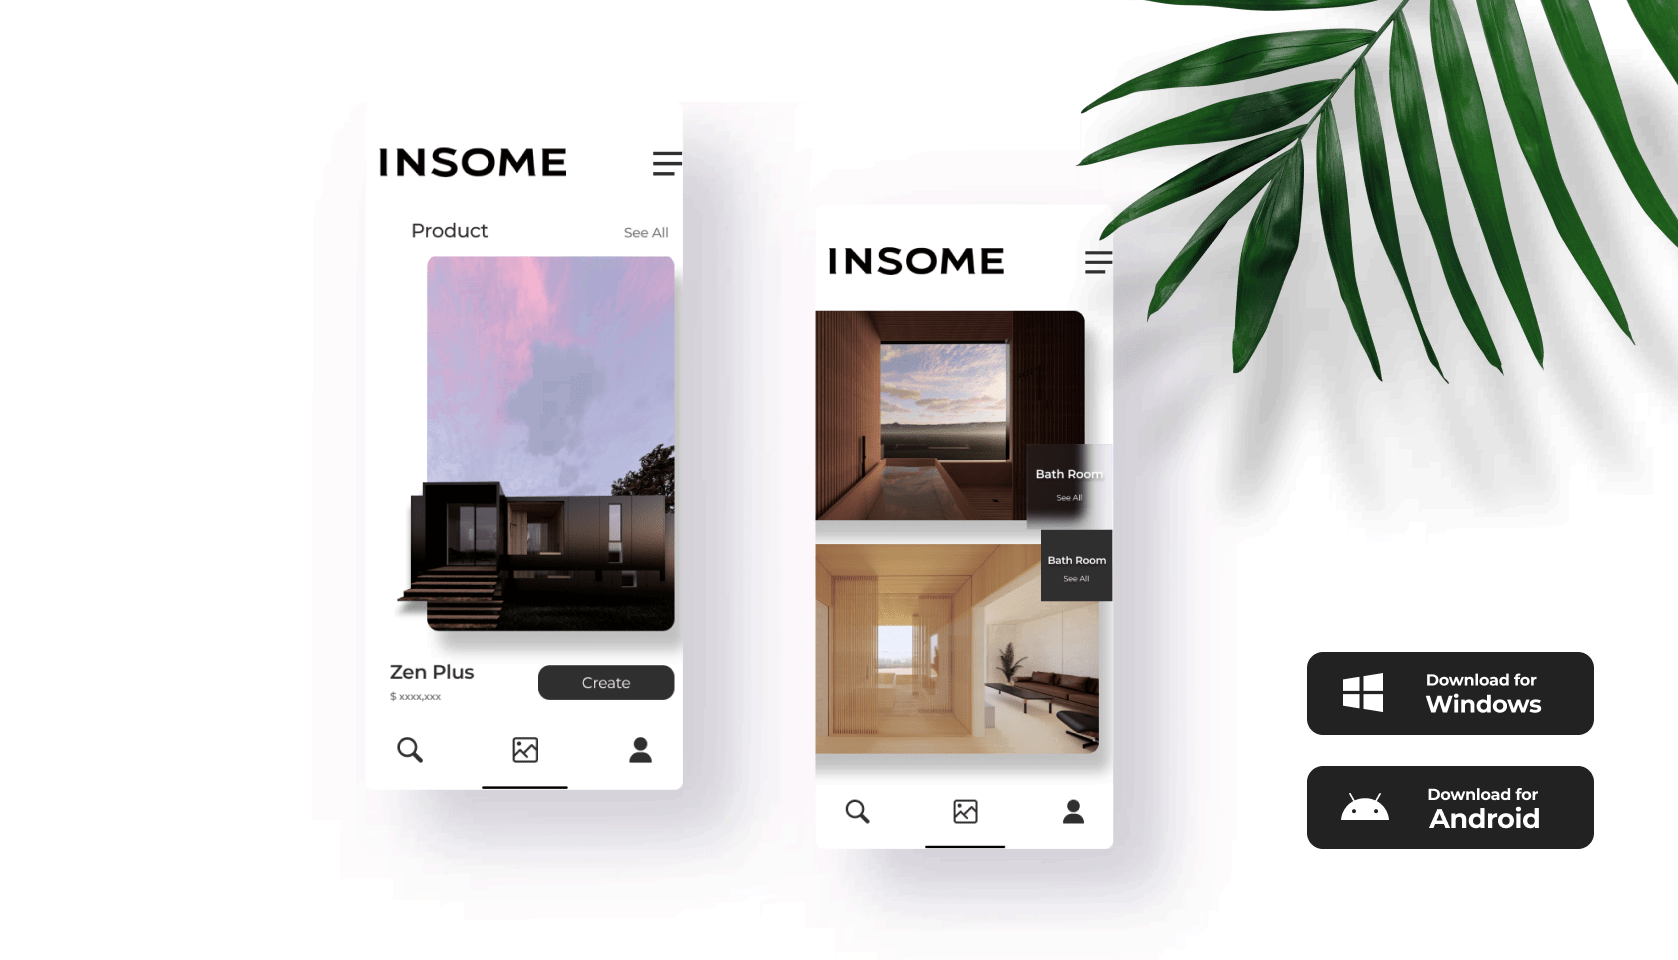 INSOME
Product
See All
Zen Plus
$ xxxx,xxx
Create
INSOME
Bath Room
See All
Bath Room
See All
Download for
Windows
Download for
Android